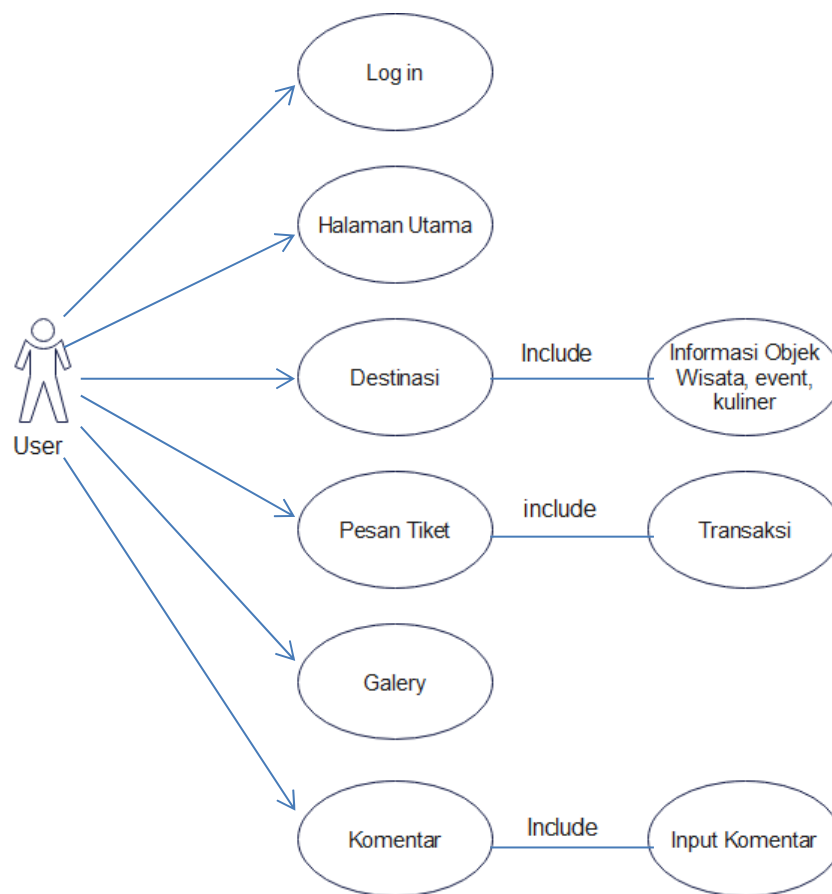 Log in
Halaman Utama
User
Destinasi
Include
Informasi Objek
Wisata, event,
kuliner
Pesan Tiket
include
Transaksi
Galery
Komentar
Include
Input Komentar